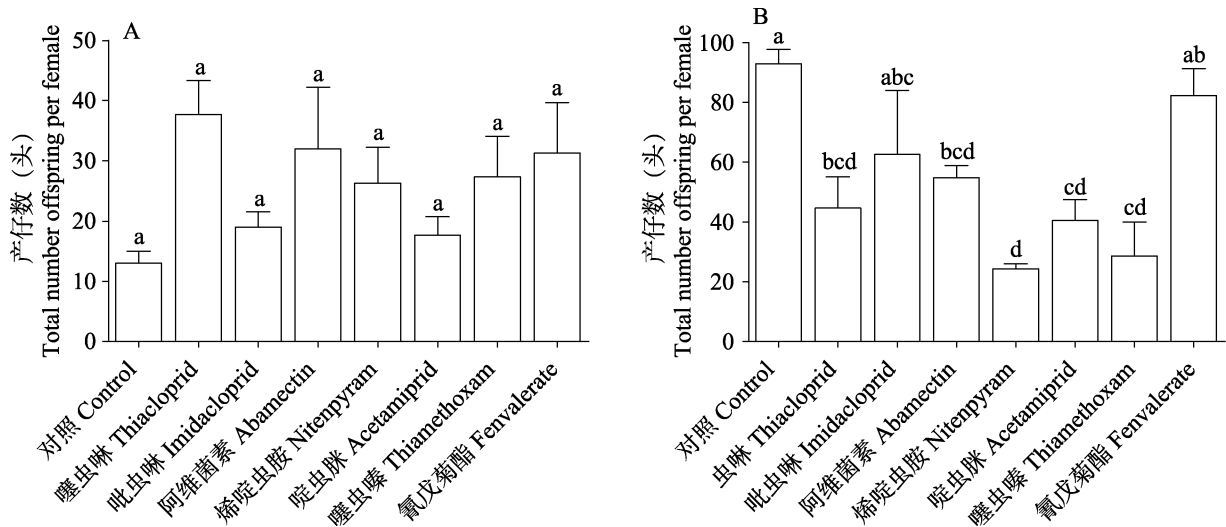 A
产仔数（头）
Total number offspring per female
50
40
30
20
10
0
a
a
a
a
a
a
a
a
对照 Control
噻虫啉 Thiacloprid
吡虫啉 Imidacloprid
阿维菌素 Abamectin
烯啶虫胺 Nitenpyram
啶虫脒 Acetamiprid
噻虫嗪 Thiamethoxam
氰戊菊酯 Fenvalerate
B
产仔数（头）
Total number offspring per female
100
80
60
40
20
0
a
bcd
abc
bcd
d
cd
cd
ab
对照 Control
虫啉 Thiacloprid
吡虫啉 Imidacloprid
阿维菌素 Abamectin
烯啶虫胺 Nitenpyram
啶虫脒 Acetamiprid
噻虫嗪 Thiamethoxam
氰戊菊酯 Fenvalerate